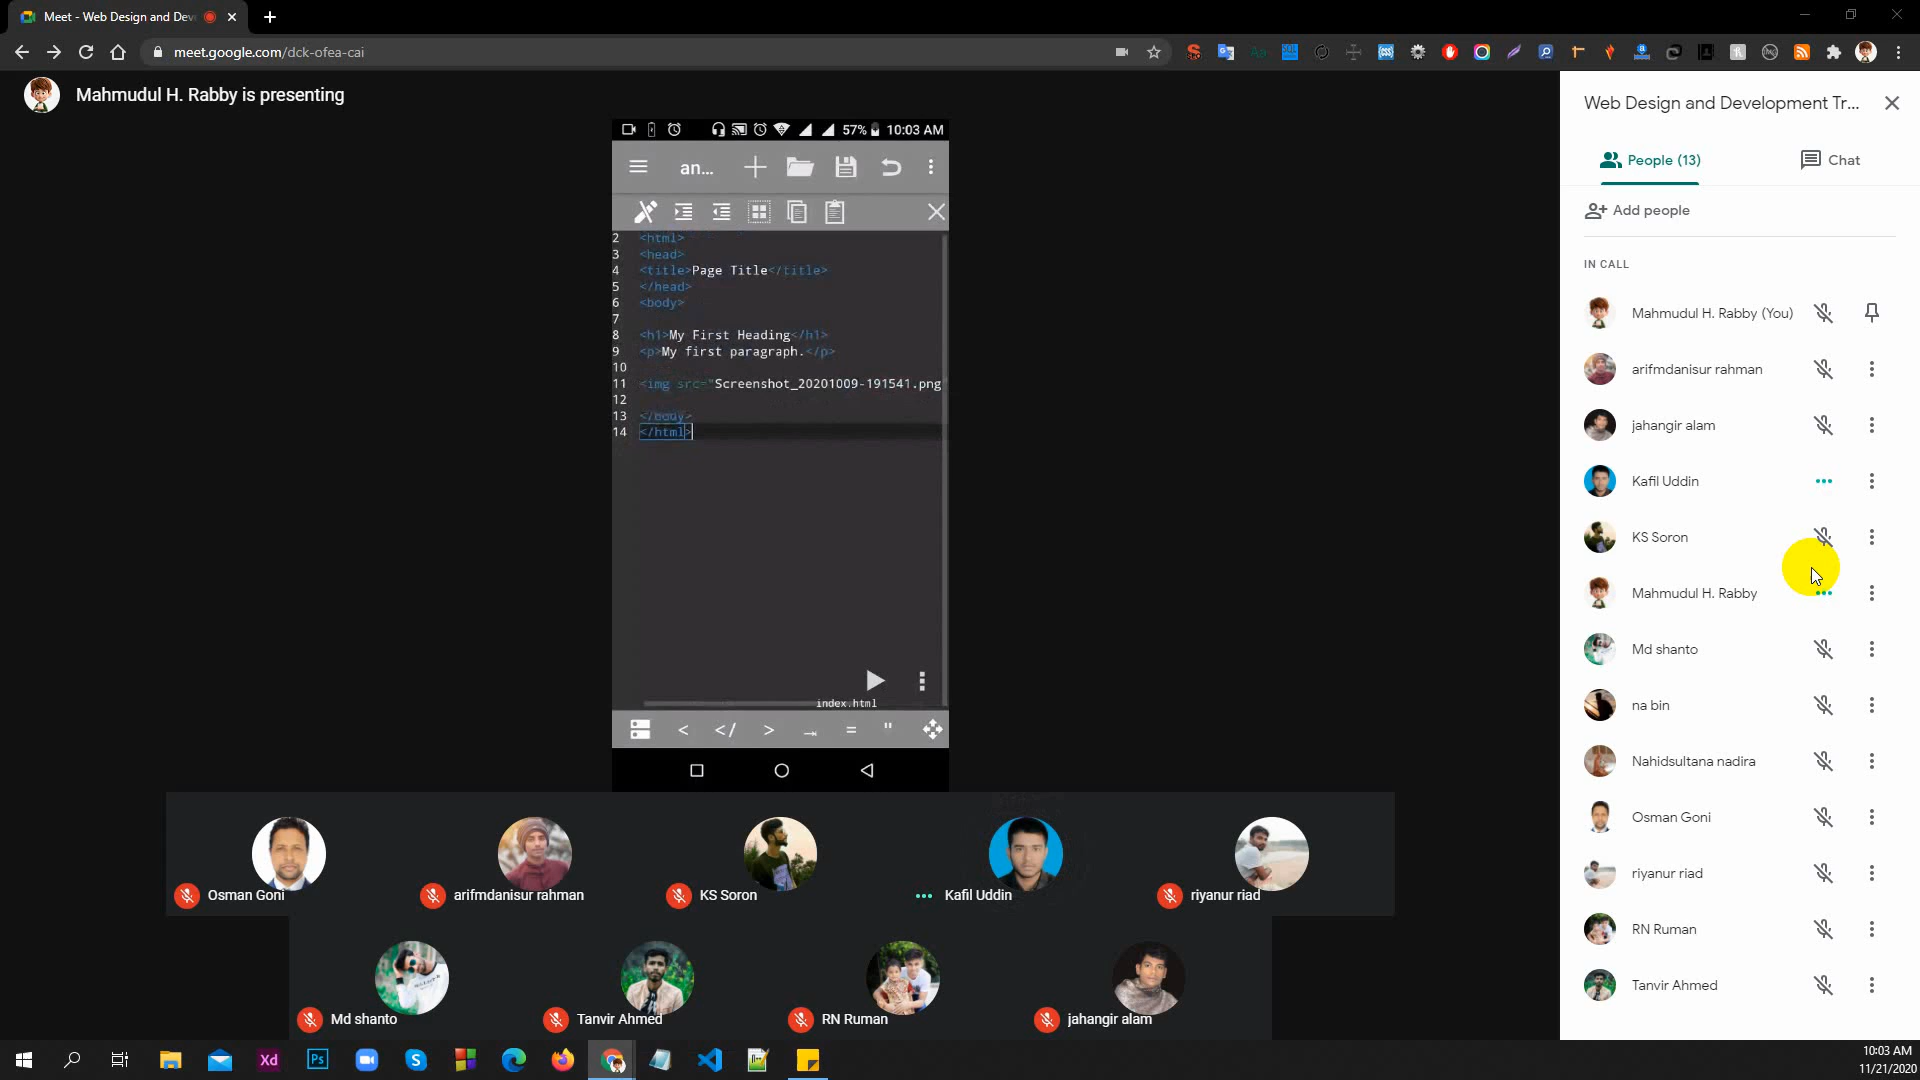 Meet - Web Design and Dev
meet.google.com/dck-ofea-cai
Mahmudul H. Rabby is presenting
57% 10:03 AM
an...
2 <html>
3 <head>
4 <title>Page Title</title>
5 </head>
6 <body>
7
8 <h1>My First Heading</h1>
9 <p>My first paragraph.</p>
10
11 <img src="Screenshot_20201009-191541.png
12
13 </body>
14 </html>
index.html
< </ > = "
Osman Goni
arifmdanisur rahman
KS Soron
Kafil Uddin
riyanur riad
Md shanto
Tanvir Ahmed
RN Ruman
jahangir alam
Web Design and Development Tr...
People (13)
Chat
Add people
IN CALL
Mahmudul H. Rabby (You)
arifmdanisur rahman
jahangir alam
Kafil Uddin
KS Soron
Mahmudul H. Rabby
Md shanto
na bin
Nahidsultana nadira
Osman Goni
riyanur riad
RN Ruman
Tanvir Ahmed
Xd
Ps
10:03 AM
11/21/2020